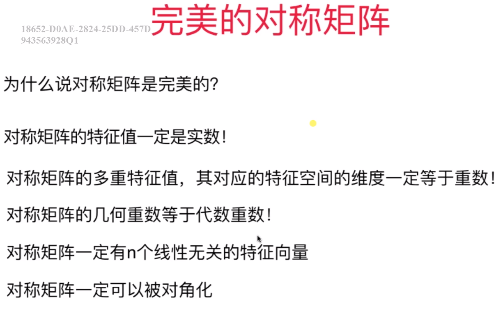 完美的对称矩阵
18652-D0AE-2824-25DD-457D
943563928Q1
为什么说对称矩阵是完美的?
对称矩阵的特征值一定是实数!
对称矩阵的多重特征值，其对应的特征空间的维度一定等于重数!
对称矩阵的几何重数等于代数重数!
对称矩阵一定有n个线性无关的特征向量
对称矩阵一定可以被对角化